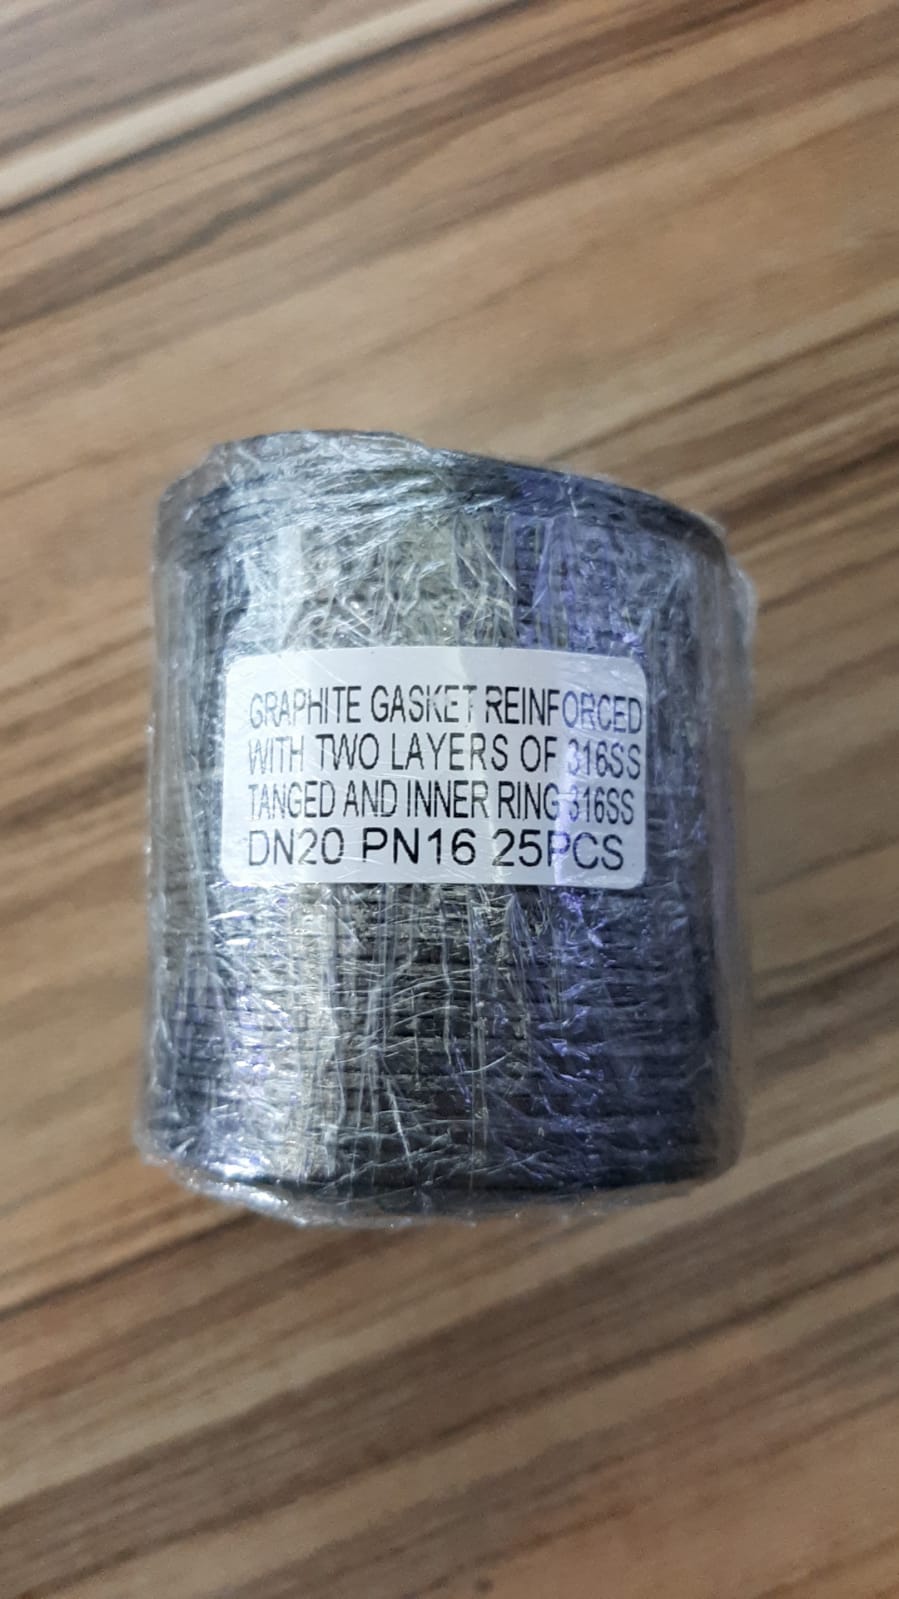 GRAPHITE GASKET REINFORCED
WITH TWO LAYERS OF 316SS
TANGED AND INNER RING 316SS
DN20 PN16 25PCS